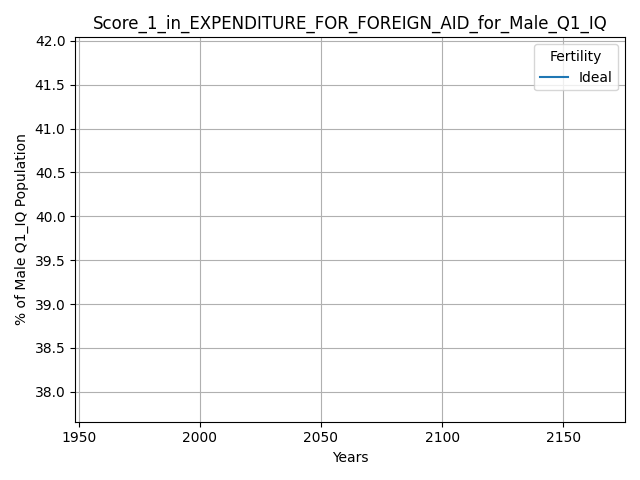 Score_1_in_EXPENDITURE_FOR_FOREIGN_AID_for_Male_Q1_IQ
Fertility
Ideal
% of Male Q1_IQ Population
42.0
41.5
41.0
40.5
40.0
39.5
39.0
38.5
38.0
1950
2000
2050
2100
2150
Years